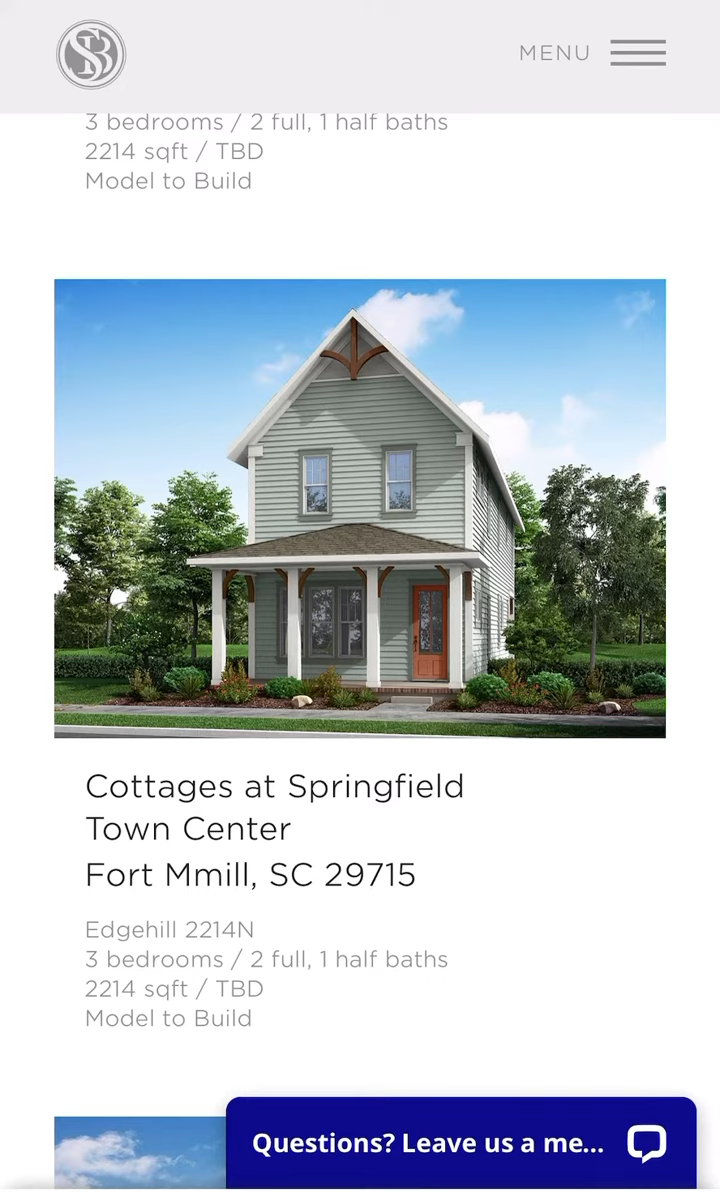 SB
MENU
3 bedrooms / 2 full, 1 half baths
2214 sqft / TBD
Model to Build
Cottages at Springfield
Town Center
Fort Mmill, SC 29715
Edgehill 2214N
3 bedrooms / 2 full, 1 half baths
2214 sqft / TBD
Model to Build
Questions? Leave us a me...